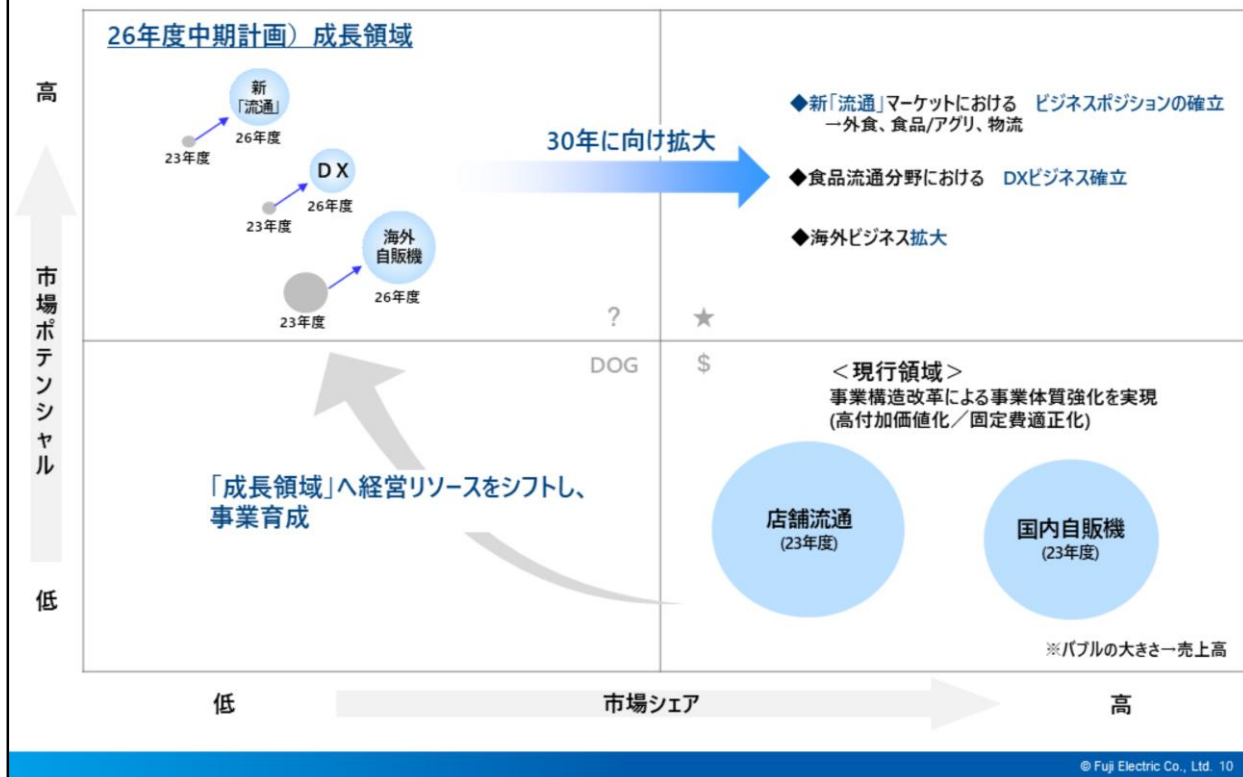 26年度中期計画）成長領域
高
市場ポテンシャル
低
新
「流通」
26年度
23年度
DX
26年度
23年度
海外
自販機
26年度
23年度
30年に向け拡大
◆新「流通」マーケットにおける　ビジネスポジションの確立
→外食、食品/アグリ、物流
◆食品流通分野における　DXビジネス確立
◆海外ビジネス拡大
?
★
DOG
$
「成長領域」へ経営リソースをシフトし、
事業育成
＜現行領域＞
事業構造改革による事業体質強化を実現
(高付加価値化／固定費適正化)
店舗流通
(23年度)
国内自販機
(23年度)
※バブルの大きさ→売上高
低
市場シェア
高
© Fuji Electric Co., Ltd. 10